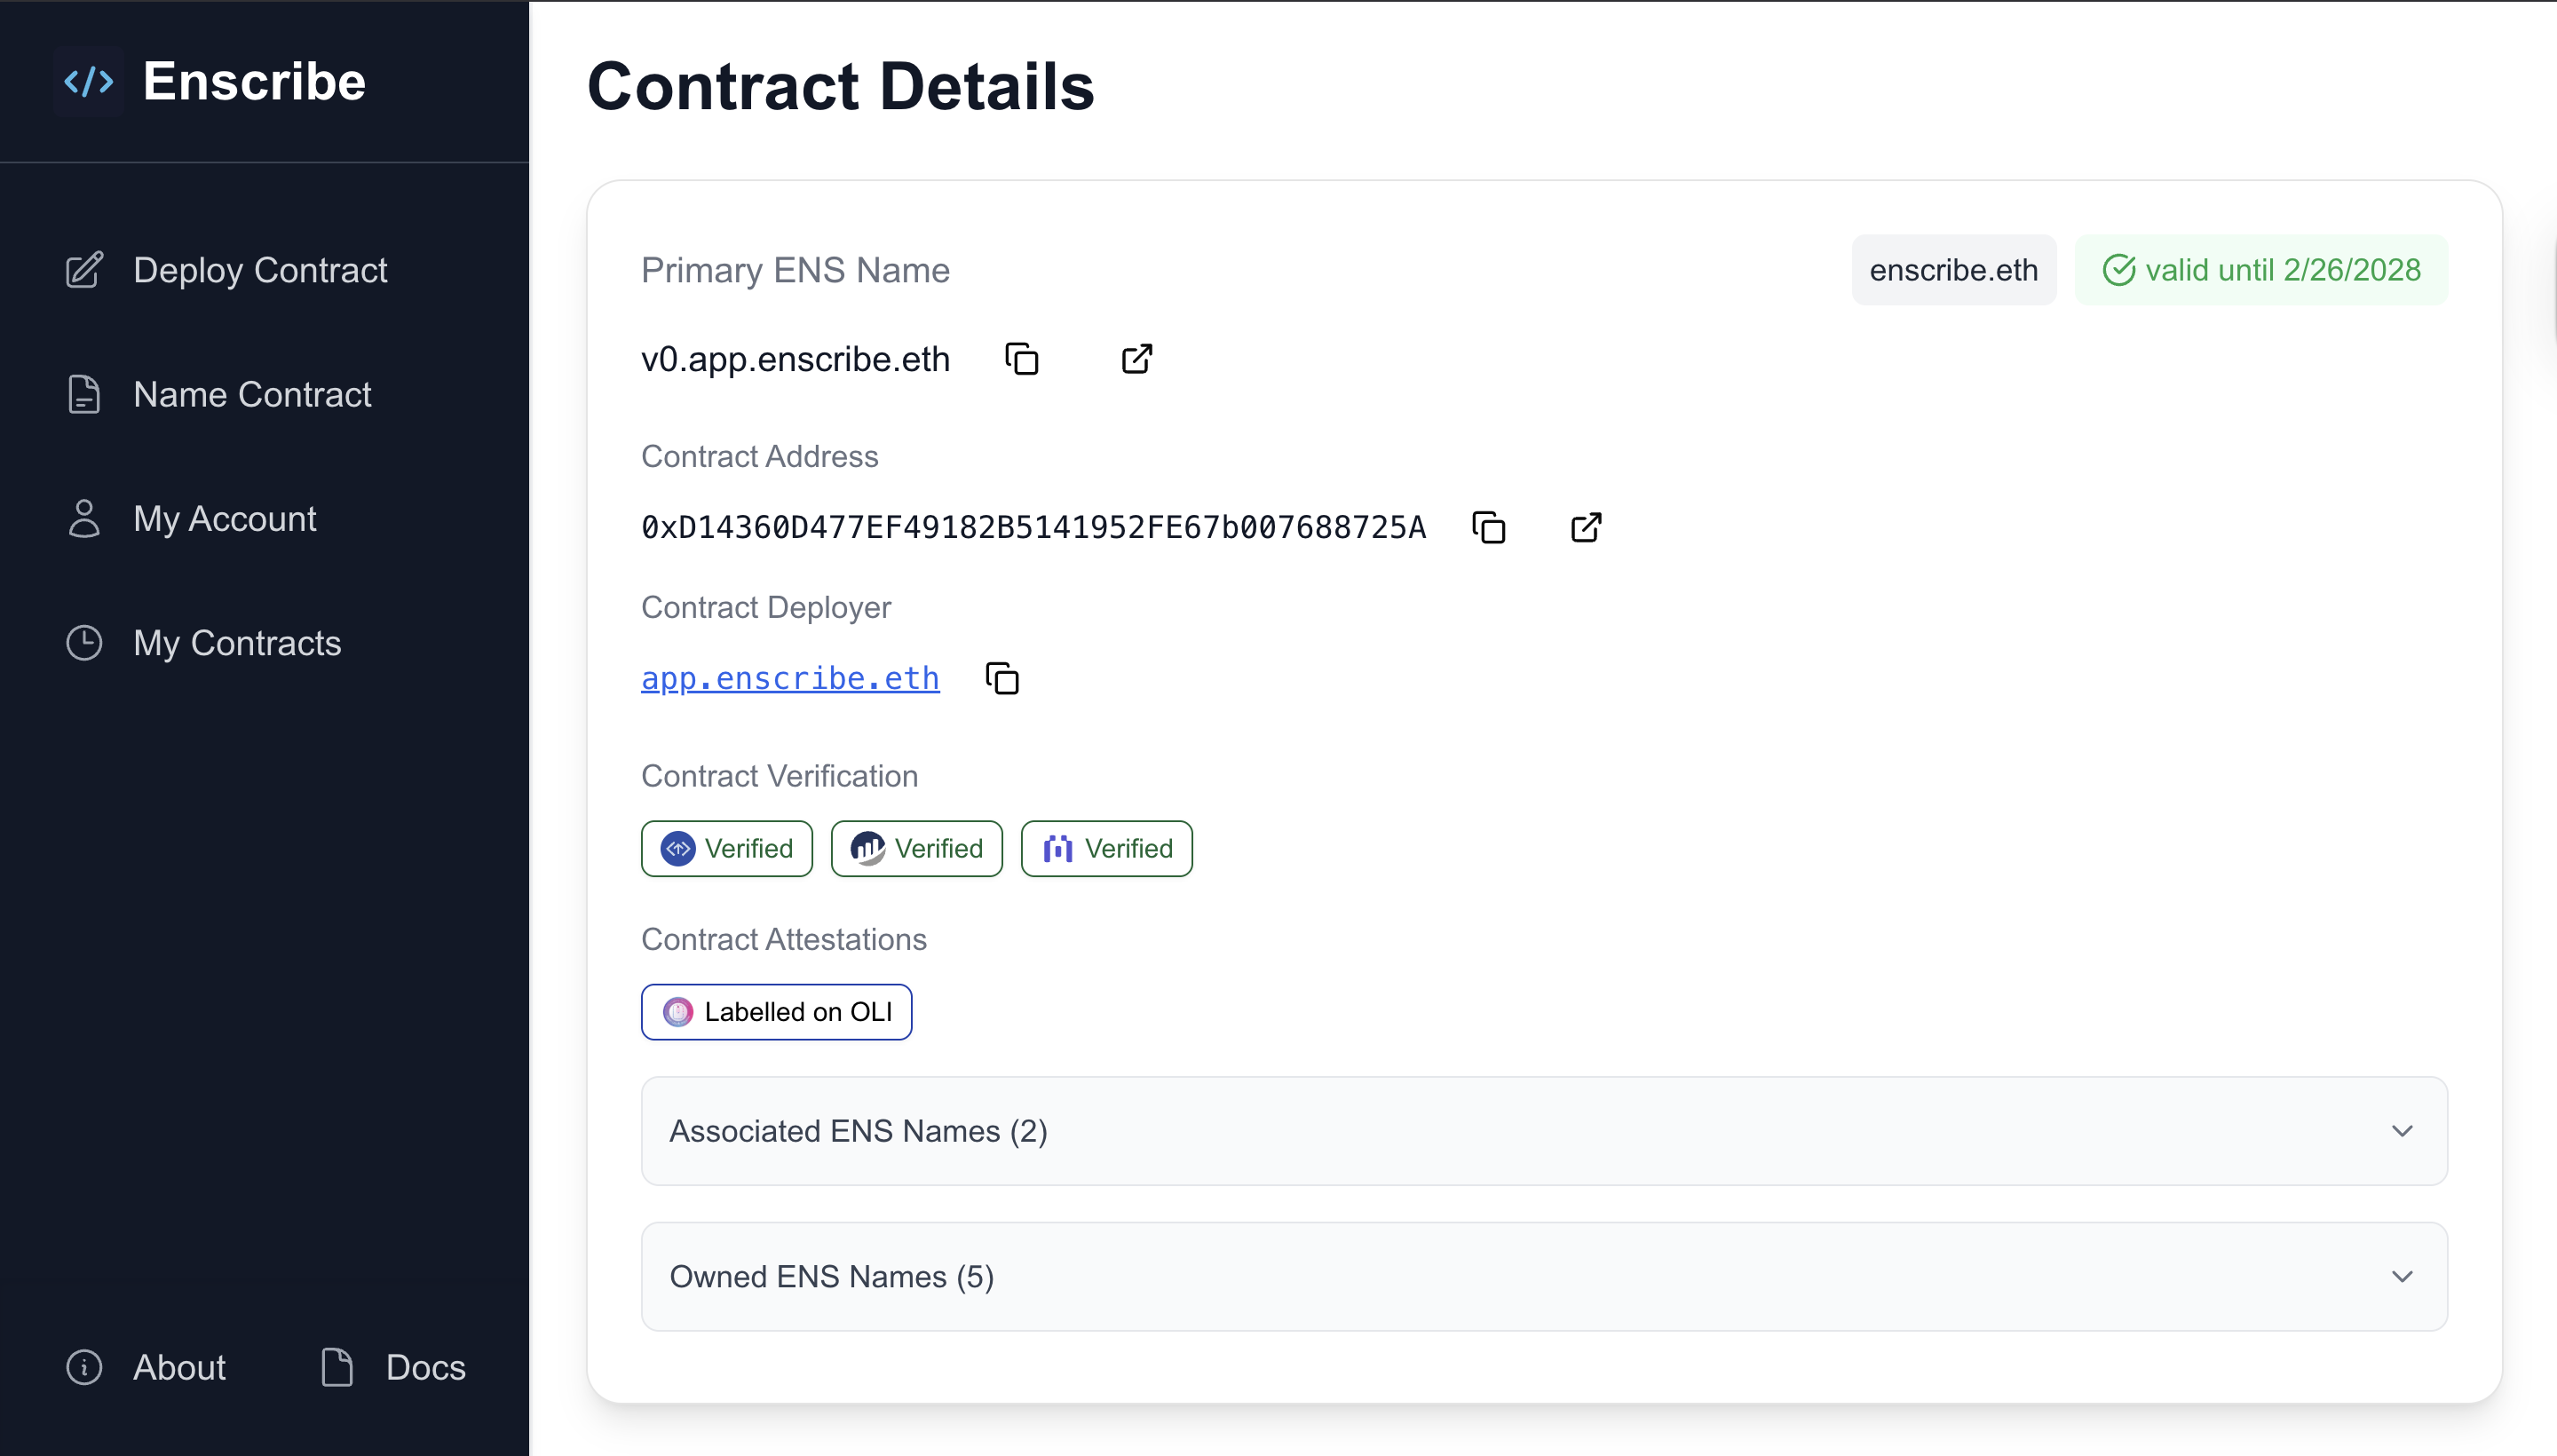 Enscribe
Deploy Contract
Name Contract
My Account
My Contracts
About
Docs
Contract Details
Primary ENS Name
enscribe.eth
valid until 2/26/2028
v0.app.enscribe.eth
Contract Address
0xD14360D477EF49182B5141952FE67b007688725A
Contract Deployer
app.enscribe.eth
Contract Verification
Verified
Verified
Verified
Contract Attestations
Labelled on OLI
Associated ENS Names (2)
Owned ENS Names (5)